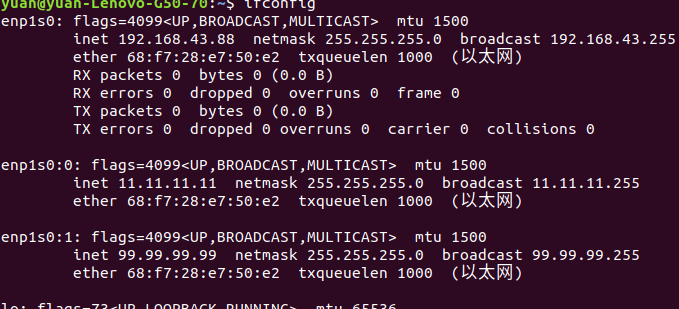 yuan@yuan-Lenovo-G50-70:~$ ifconfig
enp1s0: flags=4099<UP,BROADCAST,MULTICAST>  mtu 1500
        inet 192.168.43.88  netmask 255.255.255.0  broadcast 192.168.43.255
        ether 68:f7:28:e7:50:e2  txqueuelen 1000  (以太网)
        RX packets 0  bytes 0 (0.0 B)
        RX errors 0  dropped 0  overruns 0  frame 0
        TX packets 0  bytes 0 (0.0 B)
        TX errors 0  dropped 0 overruns 0  carrier 0  collisions 0
enp1s0:0: flags=4099<UP,BROADCAST,MULTICAST>  mtu 1500
        inet 11.11.11.11  netmask 255.255.255.0  broadcast 11.11.11.255
        ether 68:f7:28:e7:50:e2  txqueuelen 1000  (以太网)
enp1s0:1: flags=4099<UP,BROADCAST,MULTICAST>  mtu 1500
        inet 99.99.99.99  netmask 255.255.255.0  broadcast 99.99.99.255
        ether 68:f7:28:e7:50:e2  txqueuelen 1000  (以太网)
lo: flags=73<UP,LOOPBACK,RUNNING>  mtu 65536